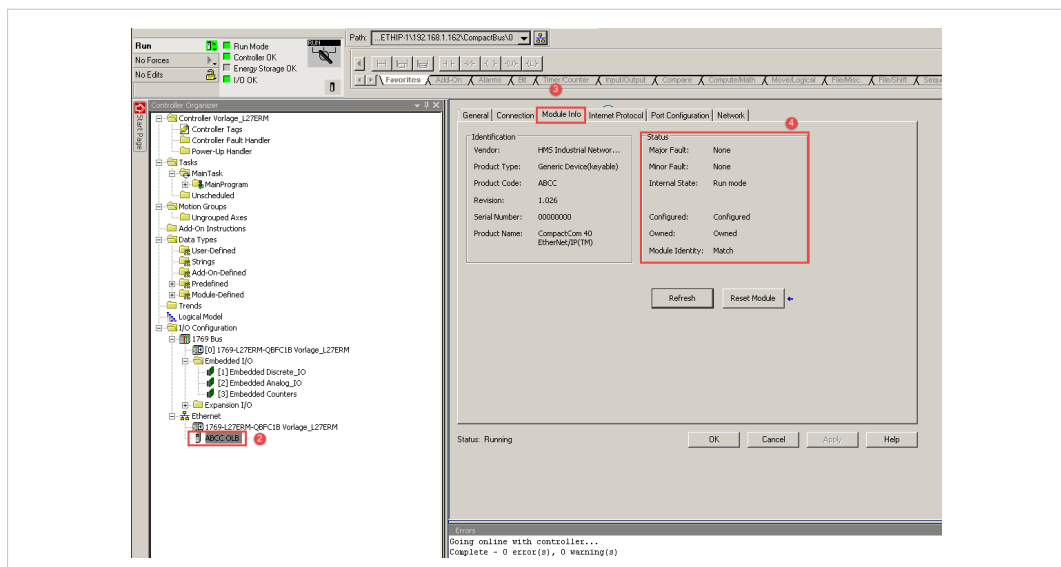 Path: ...ETHIP-1\192.168.1.162\CompactBus\0
Run
Run Mode
RUN
No Forces
Controller OK
Energy Storage OK
No Edits
I/O OK
Favorites Add-On Alarms Bit Timer/Counter Input/Output Compare Compute/Math Move/Logical File/Misc. File/Shift Sequ
3
Start Page
Controller Organizer
Controller Vorlage_L27ERM
Controller Tags
Controller Fault Handler
Power-Up Handler
Tasks
MainTask
MainProgram
Unscheduled
Motion Groups
Ungrouped Axes
Add-On Instructions
Data Types
User-Defined
Strings
Add-On-Defined
Predefined
Module-Defined
Trends
Logical Model
I/O Configuration
1769 Bus
[0] 1769-L27ERM-QBFC1B Vorlage_L27ERM
Embedded I/O
[1] Embedded Discrete_IO
[2] Embedded Analog_IO
[3] Embedded Counters
Expansion I/O
Ethernet
1769-L27ERM-QBFC1B Vorlage_L27ERM
ABCC OLB 2
General Connection Module Info Internet Protocol Port Configuration Network
4
Identification
Vendor: HMS Industrial Networ...
Product Type: Generic Device(keyable)
Product Code: ABCC
Revision: 1.026
Serial Number: 00000000
Product Name: CompactCom 40
EtherNet/IP(TM)
Status
Major Fault: None
Minor Fault: None
Internal State: Run mode
Configured: Configured
Owned: Owned
Module Identity: Match
Refresh Reset Module
Status: Running OK Cancel Apply Help
Errors
Going online with controller...
Complete - 0 error(s), 0 warning(s)